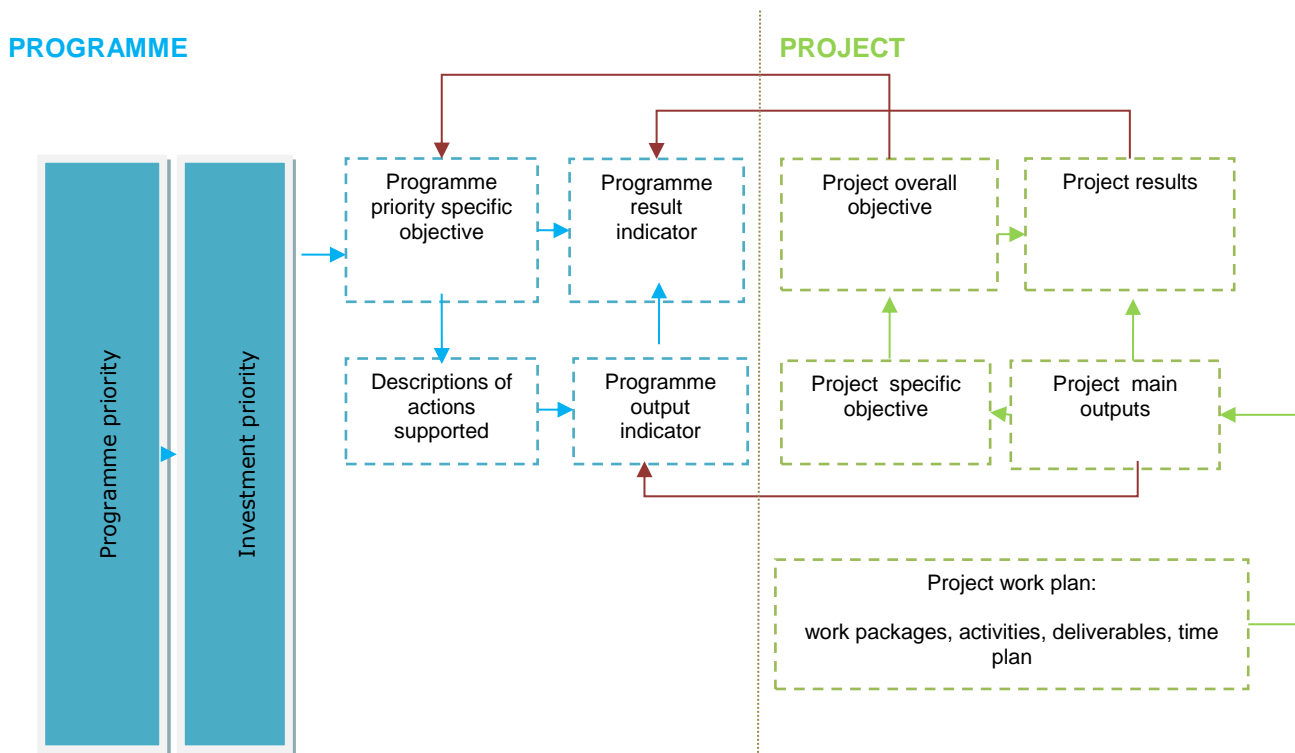 PROGRAMME
PROJECT
Programme priority
Investment priority
Programme
priority specific
objective
Programme
result
indicator
Project overall
objective
Project results
Descriptions of
actions
supported
Programme
output
indicator
Project specific
objective
Project main
outputs
Project work plan:
work packages, activities, deliverables, time
plan